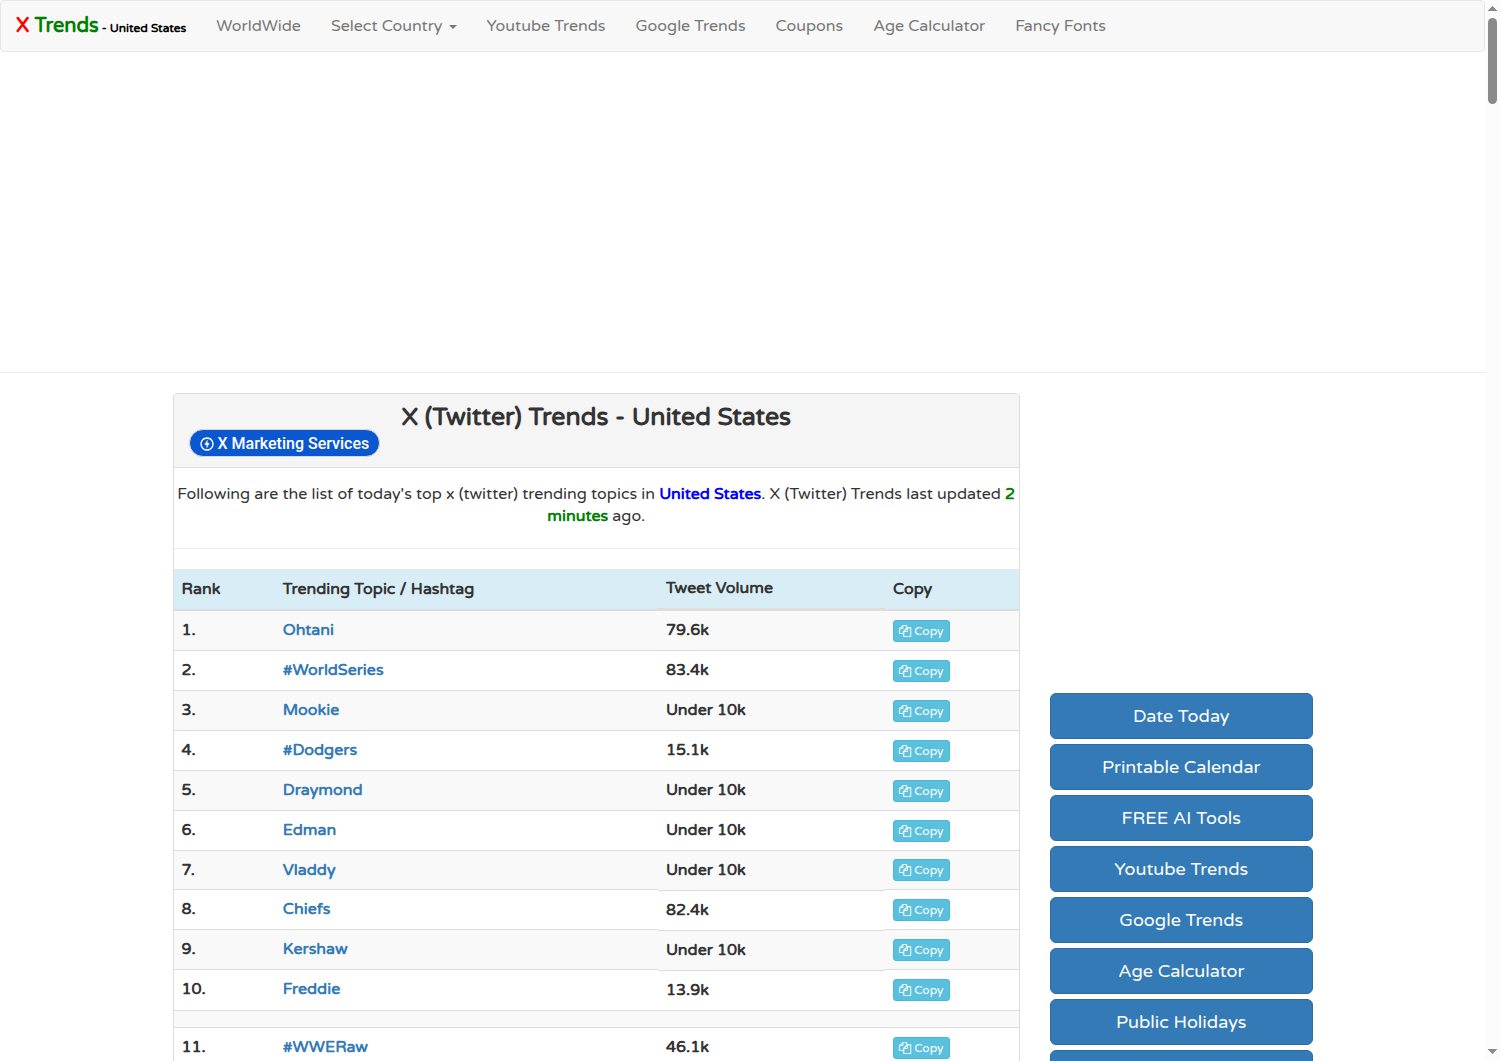 X Trends - United States WorldWide Select Country Youtube Trends Google Trends Coupons Age Calculator Fancy Fonts
X (Twitter) Trends - United States
X Marketing Services
Following are the list of today's top x (twitter) trending topics in United States. X (Twitter) Trends last updated 2
minutes ago.
Rank Trending Topic / Hashtag Tweet Volume Copy
1. Ohtani 79.6k Copy
2. #WorldSeries 83.4k Copy
3. Mookie Under 10k Copy
4. #Dodgers 15.1k Copy
5. Draymond Under 10k Copy
6. Edman Under 10k Copy
7. Vladdy Under 10k Copy
8. Chiefs 82.4k Copy
9. Kershaw Under 10k Copy
10. Freddie 13.9k Copy
11. #WWERaw 46.1k Copy
Date Today
Printable Calendar
FREE AI Tools
Youtube Trends
Google Trends
Age Calculator
Public Holidays